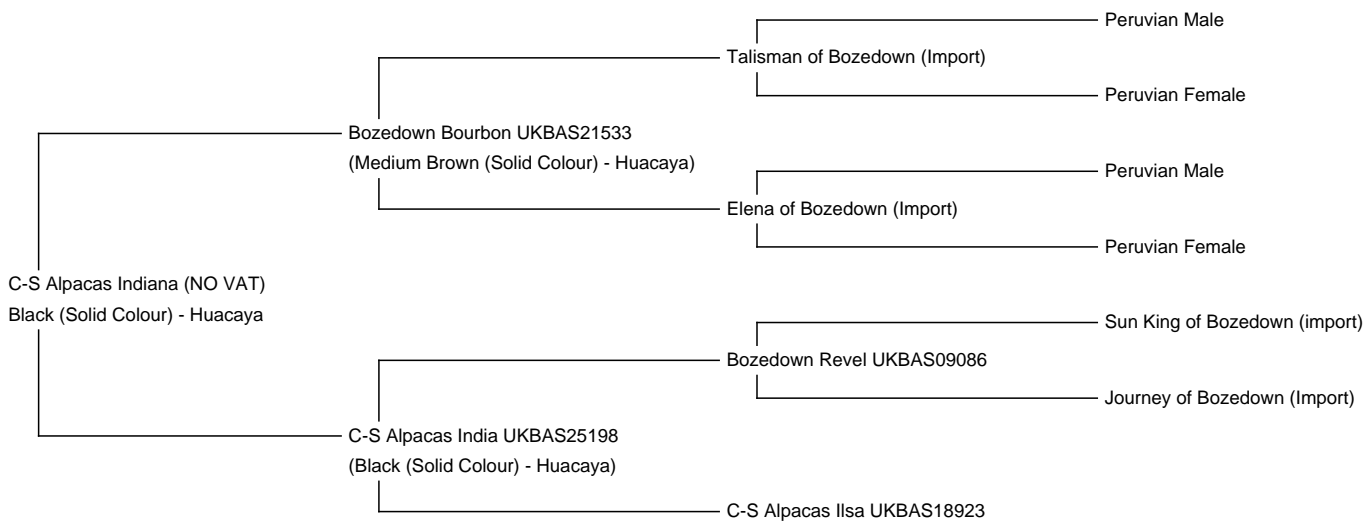 Peruvian Male
Talisman of Bozedown (Import)
Peruvian Female
Bozedown Bourbon UKBAS21533
(Medium Brown (Solid Colour) - Huacaya)
Peruvian Male
Elena of Bozedown (Import)
Peruvian Female
C-S Alpacas Indiana (NO VAT)
Black (Solid Colour) - Huacaya
Sun King of Bozedown (import)
Bozedown Revel UKBAS09086
Journey of Bozedown (Import)
C-S Alpacas India UKBAS25198
(Black (Solid Colour) - Huacaya)
C-S Alpacas Ilsa UKBAS18923